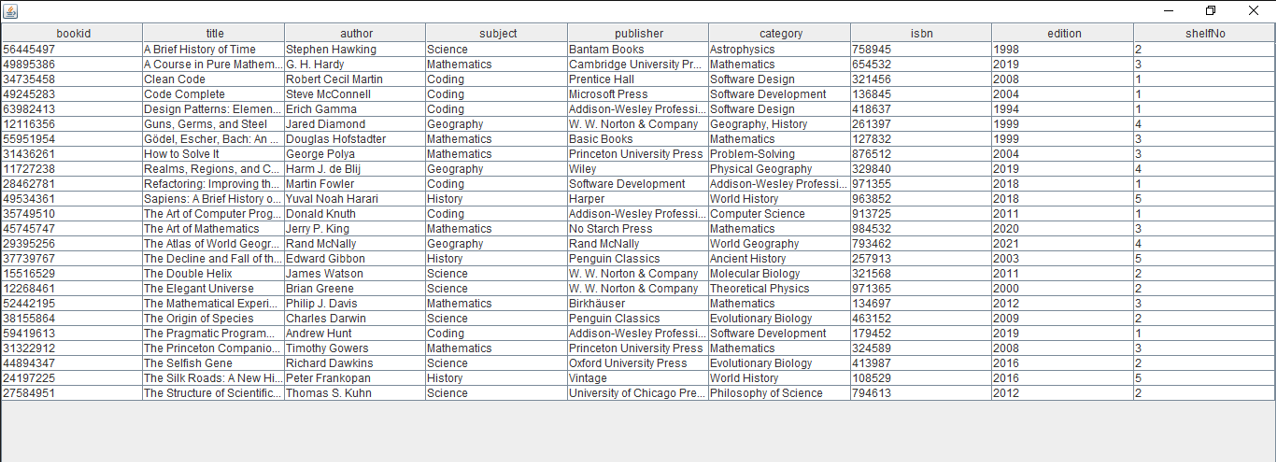 bookid title author subject publisher category isbn edition shelfNo
56445497 A Brief History of Time Stephen Hawking Science Bantam Books Astrophysics 758945 1998 2
49895386 A Course in Pure Mathem... G. H. Hardy Mathematics Cambridge University Pr... Mathematics 654532 2019 3
34735458 Clean Code Robert Cecil Martin Coding Prentice Hall Software Design 321456 2008 1
49245283 Code Complete Steve McConnell Coding Microsoft Press Software Development 136845 2004 1
63982413 Design Patterns: Elemen... Erich Gamma Coding Addison-Wesley Professi... Software Design 418637 1994 1
12116356 Guns, Germs, and Steel Jared Diamond Geography W. W. Norton & Company Geography, History 261397 1999 4
55951954 Gödel, Escher, Bach: An ... Douglas Hofstadter Mathematics Basic Books Mathematics 127832 1999 3
31436261 How to Solve It George Polya Mathematics Princeton University Press Problem-Solving 876512 2004 3
11727238 Realms, Regions, and C... Harm J. de Blij Geography Wiley Physical Geography 329840 2019 4
28462781 Refactoring: Improving th... Martin Fowler Coding Software Development Addison-Wesley Professi... 971355 2018 1
49534361 Sapiens: A Brief History o... Yuval Noah Harari History Harper World History 963852 2018 5
35749510 The Art of Computer Prog... Donald Knuth Coding Addison-Wesley Professi... Computer Science 913725 2011 1
45745747 The Art of Mathematics Jerry P. King Mathematics No Starch Press Mathematics 984532 2020 3
29395256 The Atlas of World Geogr... Rand McNally Geography Rand McNally World Geography 793462 2021 4
37739767 The Decline and Fall of th... Edward Gibbon History Penguin Classics Ancient History 257913 2003 5
15516529 The Double Helix James Watson Science W. W. Norton & Company Molecular Biology 321568 2011 2
12268461 The Elegant Universe Brian Greene Science W. W. Norton & Company Theoretical Physics 971365 2000 2
52442195 The Mathematical Experi... Philip J. Davis Mathematics Birkhäuser Mathematics 134697 2012 3
38155864 The Origin of Species Charles Darwin Science Penguin Classics Evolutionary Biology 463152 2009 2
59419613 The Pragmatic Program... Andrew Hunt Coding Addison-Wesley Professi... Software Development 179452 2019 1
31322912 The Princeton Companio... Timothy Gowers Mathematics Princeton University Press Mathematics 324589 2008 3
44894347 The Selfish Gene Richard Dawkins Science Oxford University Press Evolutionary Biology 413987 2016 2
24197225 The Silk Roads: A New Hi... Peter Frankopan History Vintage World History 108529 2016 5
27584951 The Structure of Scientific... Thomas S. Kuhn Science University of Chicago Pre... Philosophy of Science 794613 2012 2